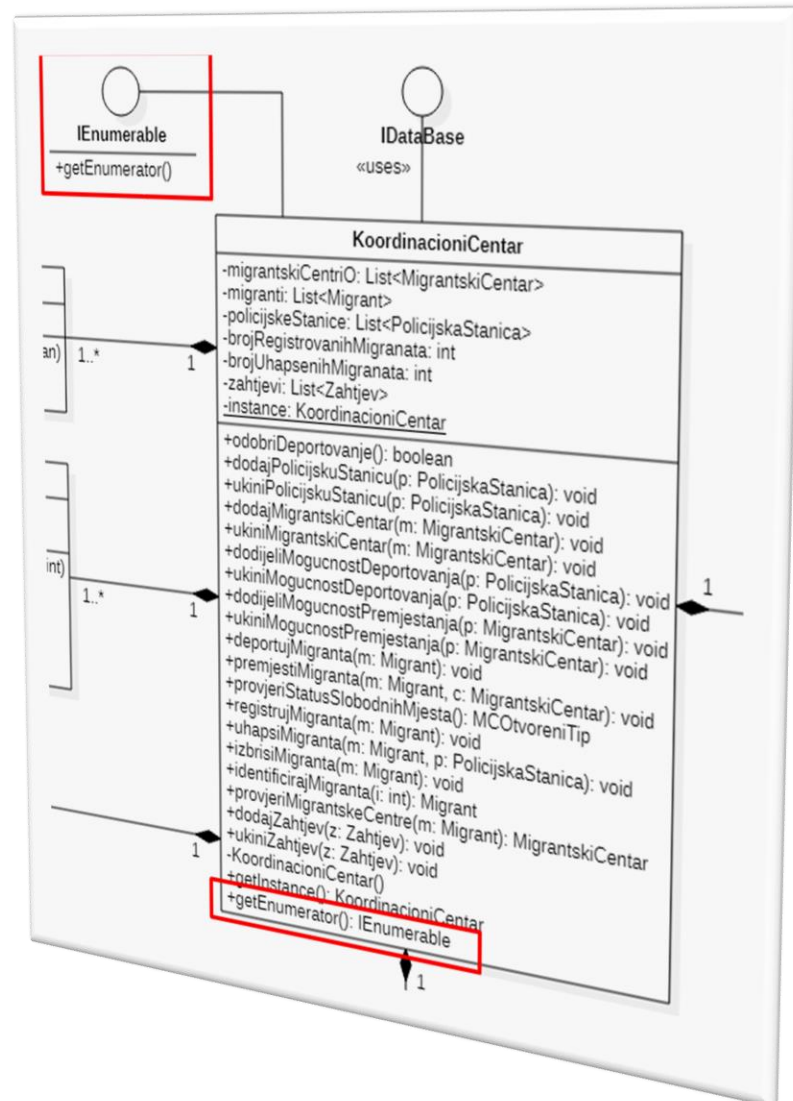 IEnumerable
+getEnumerator()
IDataBase
«uses»
KoordinacioniCentar
-migrantskiCentriO: List<MigrantskiCentar>
-migranti: List<Migrant>
-policijskeStanice: List<PolicijskaStanica>
-brojRegistrovanihMigranata: int
-brojUhapsenihMigranata: int
-zahtjevi: List<Zahtjev>
-instance: KoordinacioniCentar
+odobriDeportovanje(): boolean
+dodajPolicijskuStanicu(p: PolicijskaStanica): void
+ukiniPolicijskuStanicu(p: PolicijskaStanica): void
+dodajMigrantskiCentar(m: MigrantskiCentar): void
+ukiniMigrantskiCentar(m: MigrantskiCentar): void
+dodijeliMogucnostDeportovanja(p: PolicijskaStanica): void
+ukiniMogucnostDeportovanja(p: PolicijskaStanica): void
+dodijeliMogucnostPremjestanja(p: MigrantskiCentar): void
+ukiniMogucnostPremjestanja(p: MigrantskiCentar): void
+deportujMigranta(m: Migrant): void
+premjestiMigranta(m: Migrant, c: MigrantskiCentar): void
+provjeriStatusSlobodnihMjesta(): MCOtvoreniTip
+registrujMigranta(m: Migrant): void
+uhapsiMigranta(m: Migrant, p: PolicijskaStanica): void
+izbrisiMigranta(m: Migrant): void
+identificirajMigranta(i: int): Migrant
+provjeriMigrantskeCentre(m: Migrant): MigrantskiCentar
+dodajZahtjev(z: Zahtjev): void
+ukiniZahtjev(z: Zahtjev): void
-KoordinacioniCentar()
+getInstance(): KoordinacioniCentar
+getEnumerator(): IEnumerable
an)
1..*
1
int)
1..*
1
1
1
1